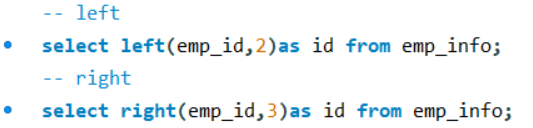 -- left
select left(emp_id,2)as id from emp_info;
-- right
select right(emp_id,3)as id from emp_info;